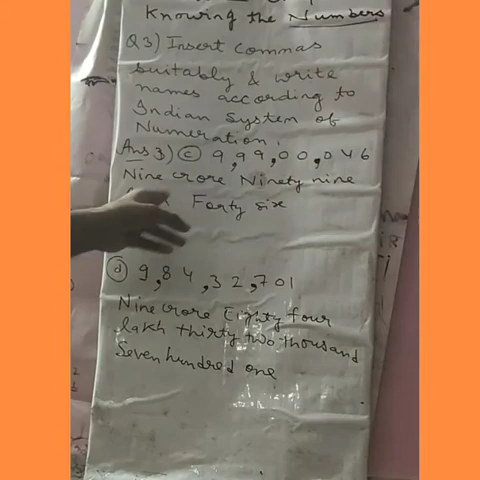 Knowing the Numbers
Q3) Insert Commas
suitably & write
names according to
Indian System of
Numeration.
Ans 3) (c) 9,99,00,046
Nine crore Ninety nine
Forty six
(d) 9,84,32,701
Nine crore Eighty four
lakh thirty two thousand
Seven hundred one